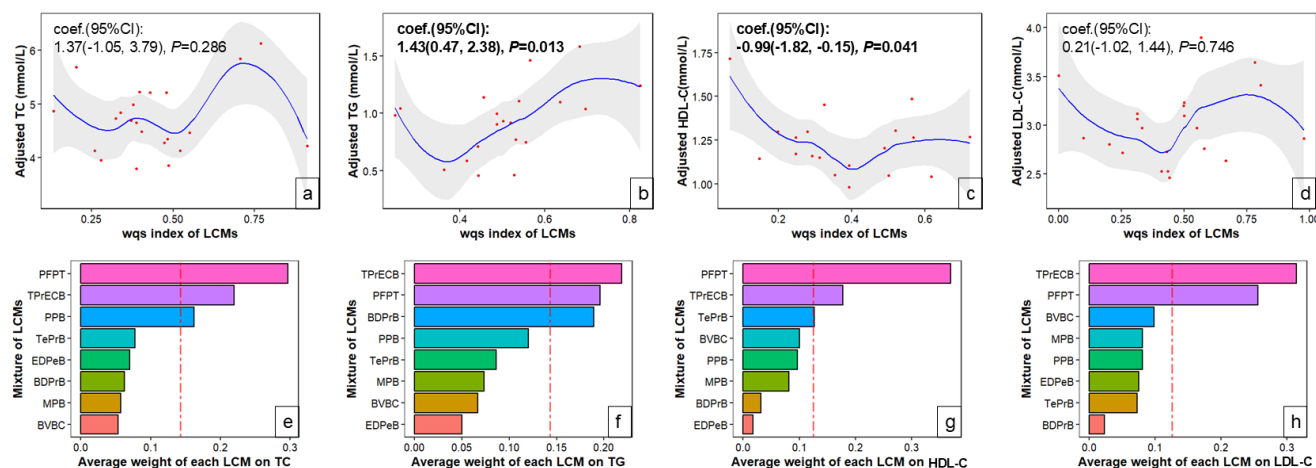 coef.(95%CI):
1.37(-1.05, 3.79), P=0.286
Adjusted TC (mmol/L)
6
5
4
0.25
0.50
0.75
wqs index of LCMs
a
coef.(95%CI):
1.43(0.47, 2.38), P=0.013
Adjusted TG (mmol/L)
1.5
1.0
0.5
0.4
0.6
0.8
wqs index of LCMs
b
coef.(95%CI):
-0.99(-1.82, -0.15), P=0.041
Adjusted HDL-C(mmol/L)
1.75
1.50
1.25
1.00
0.2
0.4
0.6
wqs index of LCMs
c
coef.(95%CI):
0.21(-1.02, 1.44), P=0.746
Adjusted LDL-C(mmol/L)
4.0
3.5
3.0
2.5
0.00
0.25
0.50
0.75
1.00
wqs index of LCMs
d
Mixture of LCMs
PFPT
TPrECB
PPB
TePrB
EDPeB
BDPrB
MPB
BVBC
0.0
0.1
0.2
0.3
Average weight of each LCM on TC
e
Mixture of LCMs
TPrECB
PFPT
BDPrB
PPB
TePrB
MPB
BVBC
EDPeB
0.00
0.05
0.10
0.15
0.20
Average weight of each LCM on TG
f
Mixture of LCMs
PFPT
TPrECB
TePrB
BVBC
PPB
MPB
BDPrB
EDPeB
0.0
0.1
0.2
0.3
Average weight of each LCM on HDL-C
g
Mixture of LCMs
TPrECB
PFPT
BVBC
MPB
PPB
EDPeB
TePrB
BDPrB
0.0
0.1
0.2
0.3
Average weight of each LCM on LDL-C
h